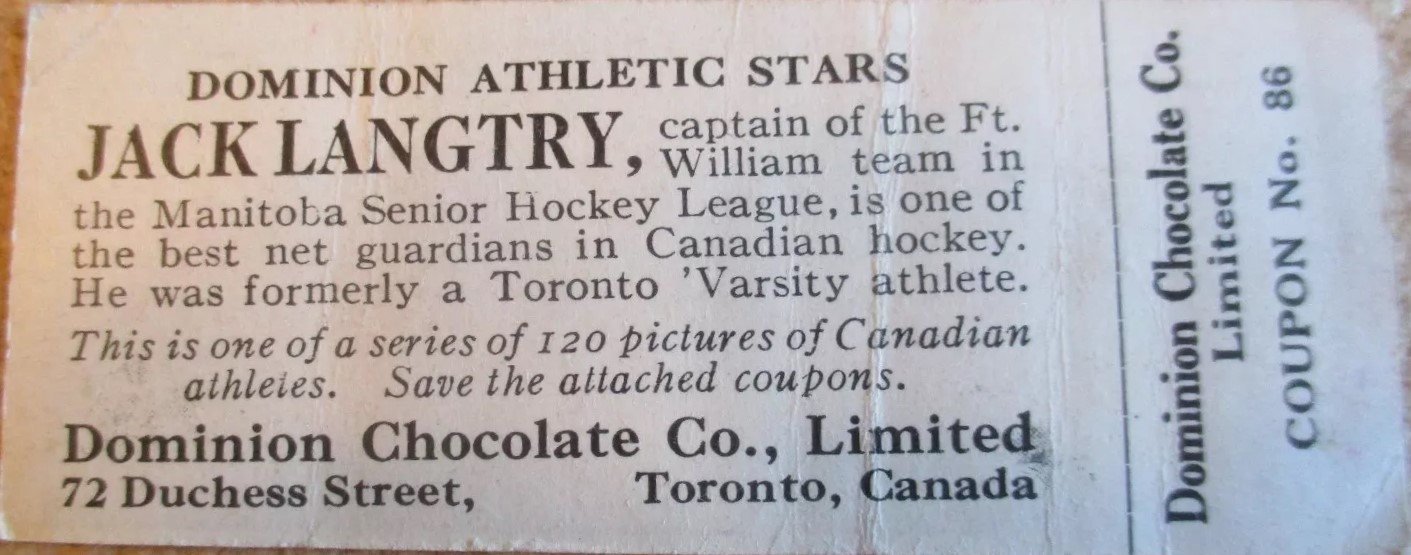 DOMINION ATHLETIC STARS
JACK LANGTRY, captain of the Ft.
William team in
the Manitoba Senior Hockey League, is one of
the best net guardians in Canadian hockey.
He was formerly a Toronto 'Varsity athlete.
This is one of a series of 120 pictures of Canadian
athletes. Save the attached coupons.
Dominion Chocolate Co., Limited
72 Duchess Street, Toronto, Canada
Dominion Chocolate Co.
Limited
COUPON No. 86